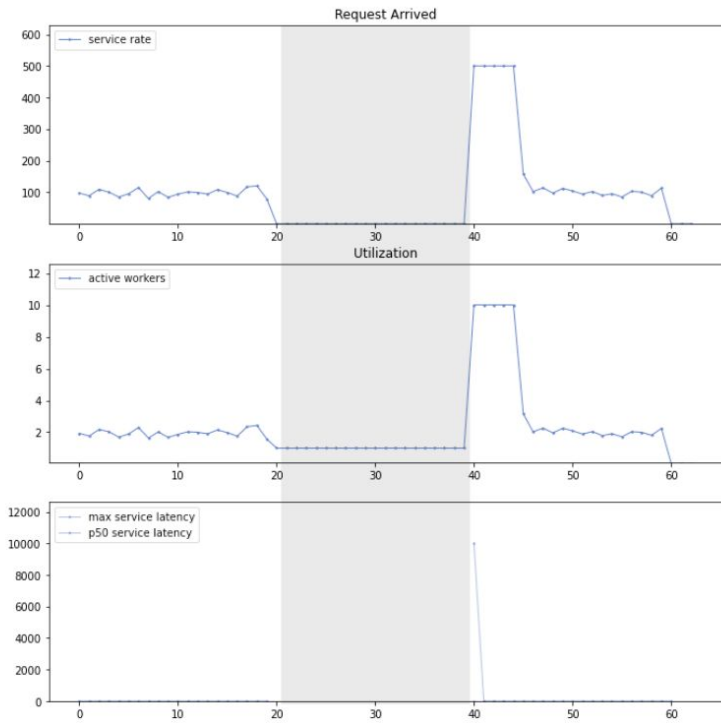 Request Arrived
600
500
400
300
200
100
service rate
0 10 20 30 40 50 60
Utilization
12
10
8
6
4
2
active workers
0 10 20 30 40 50 60
12000
10000
8000
6000
4000
2000
0
max service latency
p50 service latency
0 10 20 30 40 50 60